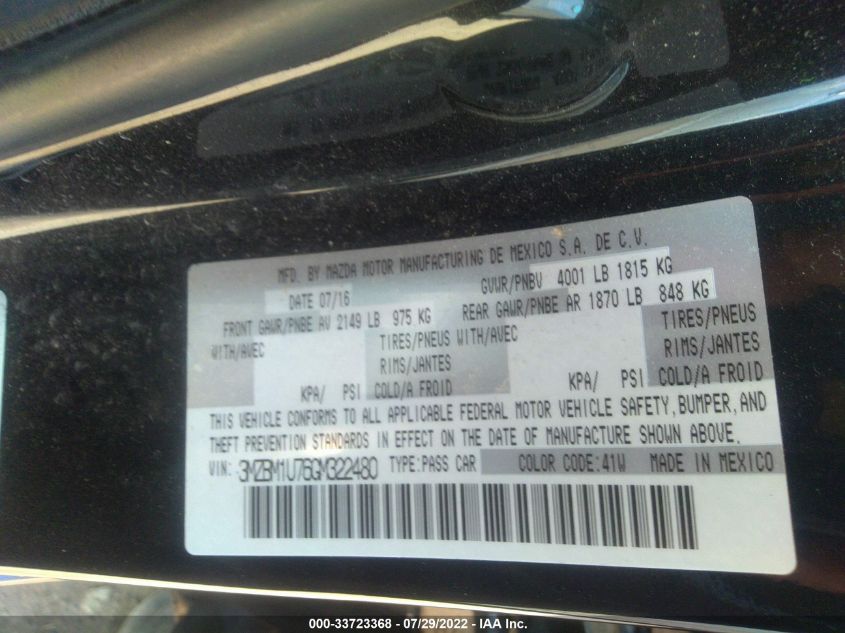 MFD. BY MAZDA MOTOR MANUFACTURING DE MEXICO S.A. DE C.V.
DATE 07/16 GVWR/PNBV 4001 LB 1815 KG
FRONT GAWR/PNBE AV 2149 LB 975 KG REAR GAWR/PNBE AR 1870 LB 848 KG
WITH/AVEC TIRES/PNEUS WITH/AVEC TIRES/PNEUS
RIMS/JANTES RIMS/JANTES
KPA/ PSI COLD/A FROID KPA/ PSI COLD/A FROID
THIS VEHICLE CONFORMS TO ALL APPLICABLE FEDERAL MOTOR VEHICLE SAFETY, BUMPER, AND
THEFT PREVENTION STANDARDS IN EFFECT ON THE DATE OF MANUFACTURE SHOWN ABOVE.
VIN: 3MZBM1U76GM322480 TYPE:PASS CAR COLOR CODE:41W MADE IN MEXICO
000-33723368 - 07/29/2022 - IAA Inc.